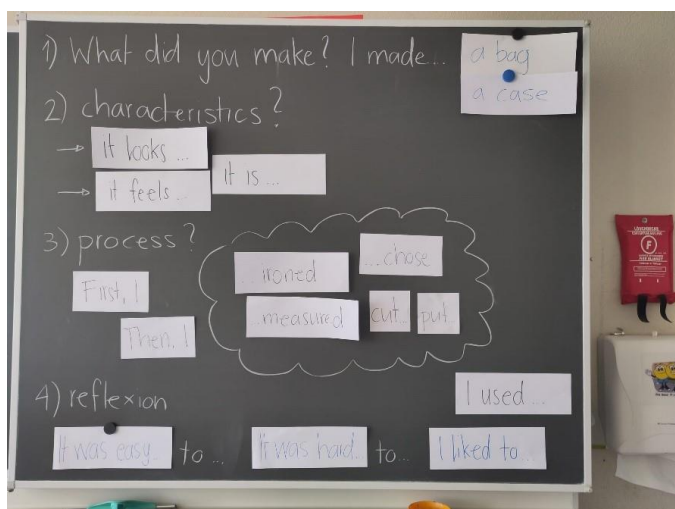 1) What did you make? I made... a bag
a case
2) characteristics?
→ it looks ...
→ it feels ...
it is ...
3) process?
First, I
Then, I
... ironed
... chose
... measured
cut...
put...
4) reflexion
I used ...
It was easy... to ...
It was hard... to...
I liked to...
F